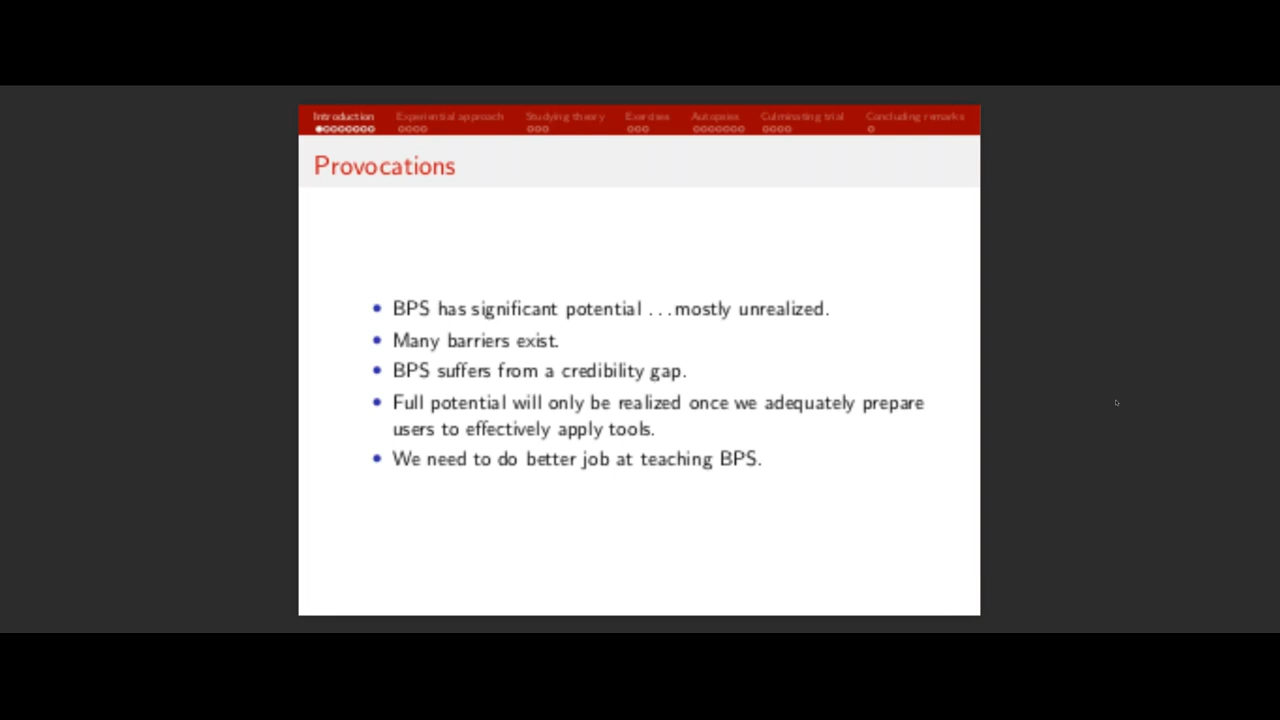 Introduction Experiential approach Studying theory Exercises Autopsies Culminating trial Concluding remarks
Provocations
• BPS has significant potential ...mostly unrealized.
• Many barriers exist.
• BPS suffers from a credibility gap.
• Full potential will only be realized once we adequately prepare
users to effectively apply tools.
• We need to do better job at teaching BPS.